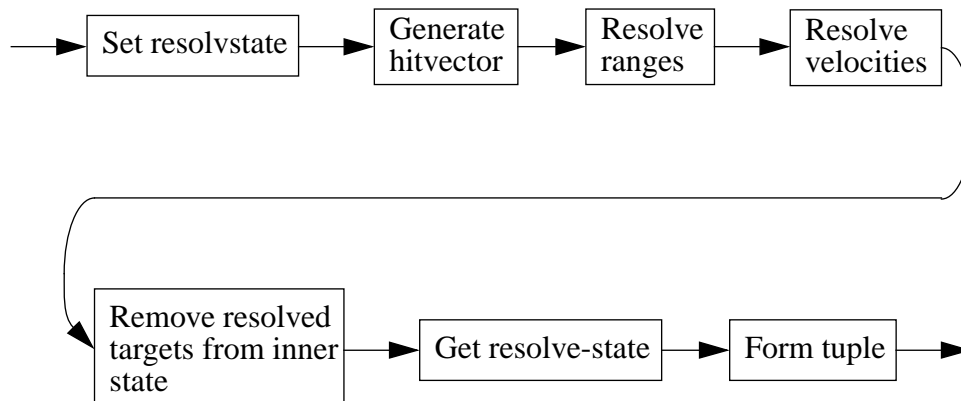 Set resolvstate
Generate
hitvector
Resolve
ranges
Resolve
velocities
Remove resolved
targets from inner
state
Get resolve-state
Form tuple